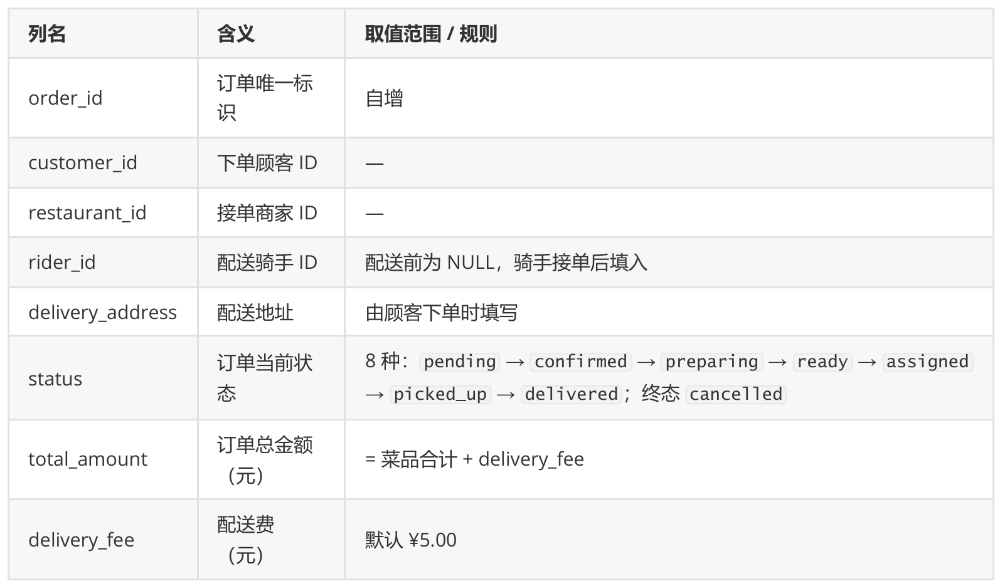 列名 含义 取值范围 / 规则
order_id 订单唯一标
识 自增
customer_id 下单顾客 ID —
restaurant_id 接单商家 ID —
rider_id 配送骑手 ID 配送前为 NULL，骑手接单后填入
delivery_address 配送地址 由顾客下单时填写
status 订单当前状
态 8 种：pending → confirmed → preparing → ready → assigned
→ picked_up → delivered；终态 cancelled
total_amount 订单总金额
（元） = 菜品合计 + delivery_fee
delivery_fee 配送费
（元） 默认 ¥5.00